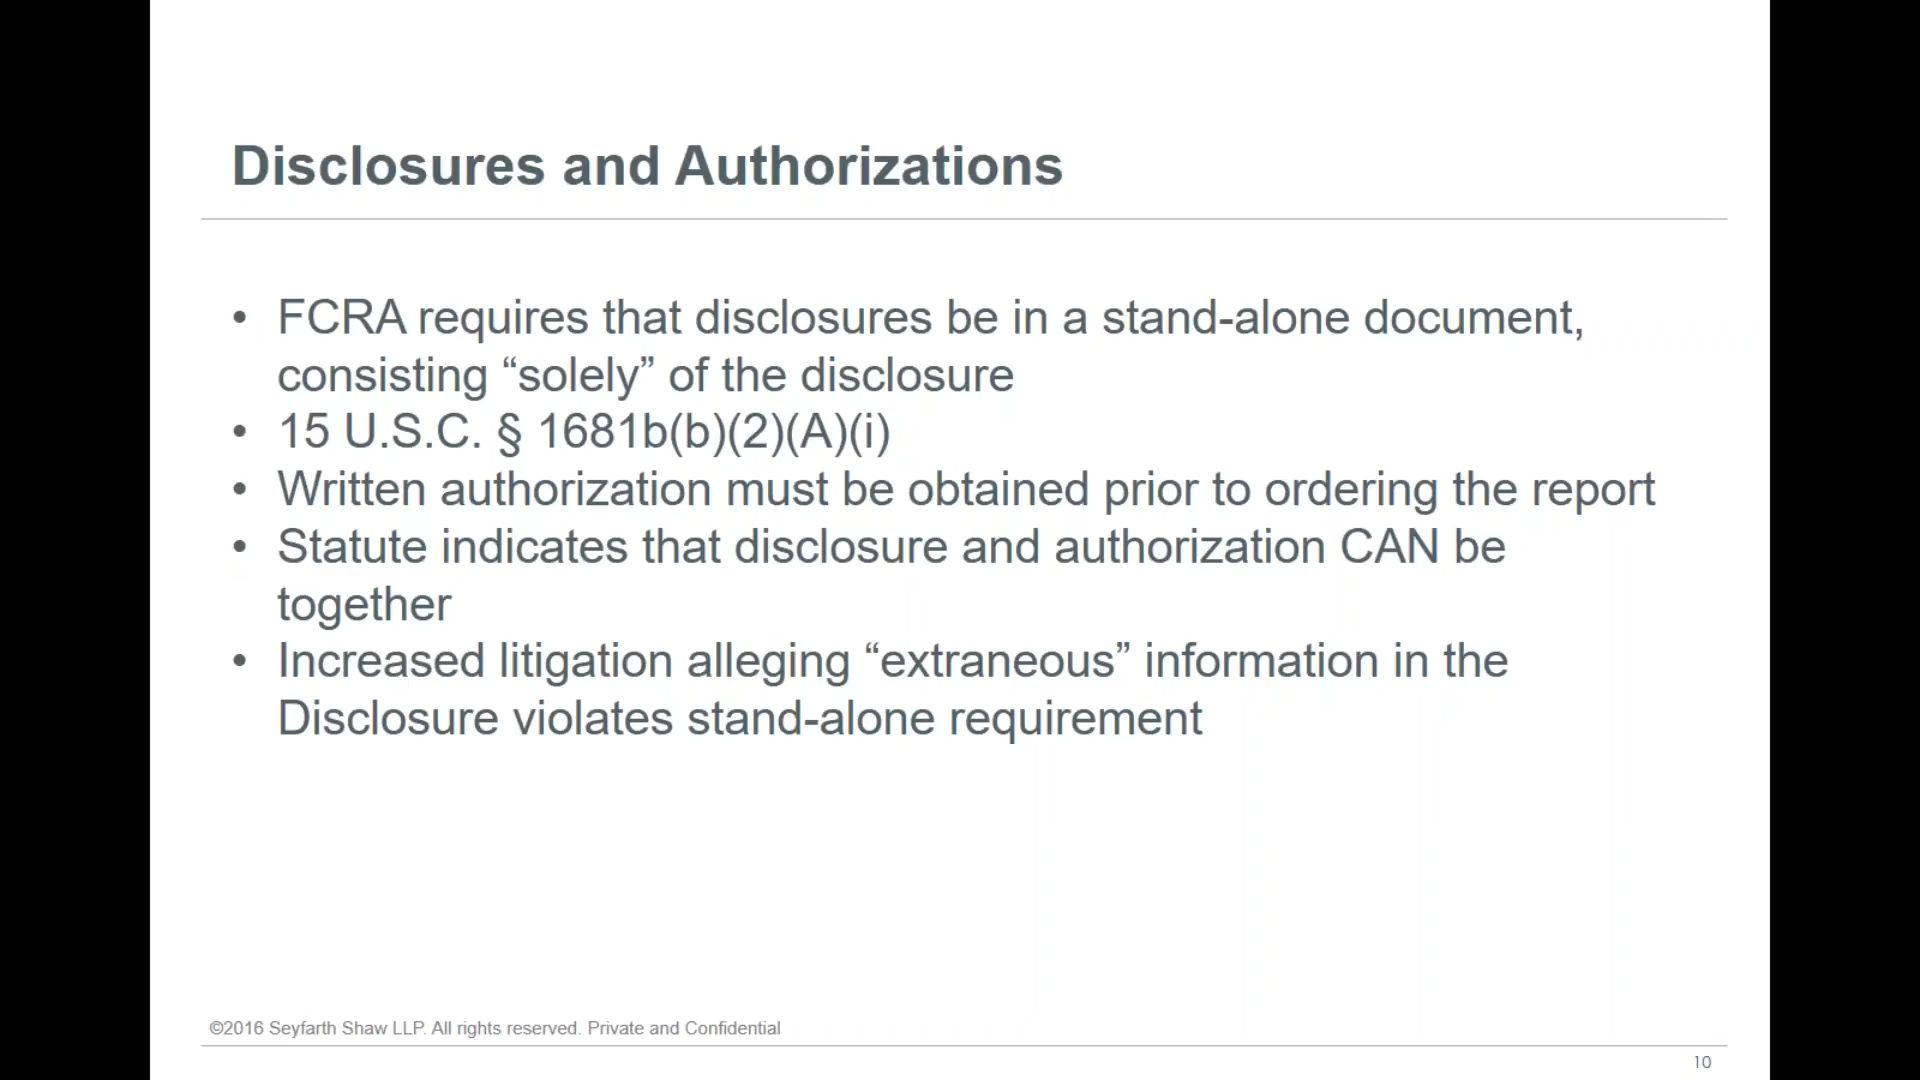 Disclosures and Authorizations
• FCRA requires that disclosures be in a stand-alone document,
consisting “solely” of the disclosure
• 15 U.S.C. § 1681b(b)(2)(A)(i)
• Written authorization must be obtained prior to ordering the report
• Statute indicates that disclosure and authorization CAN be
together
• Increased litigation alleging “extraneous” information in the
Disclosure violates stand-alone requirement
©2016 Seyfarth Shaw LLP. All rights reserved. Private and Confidential
10